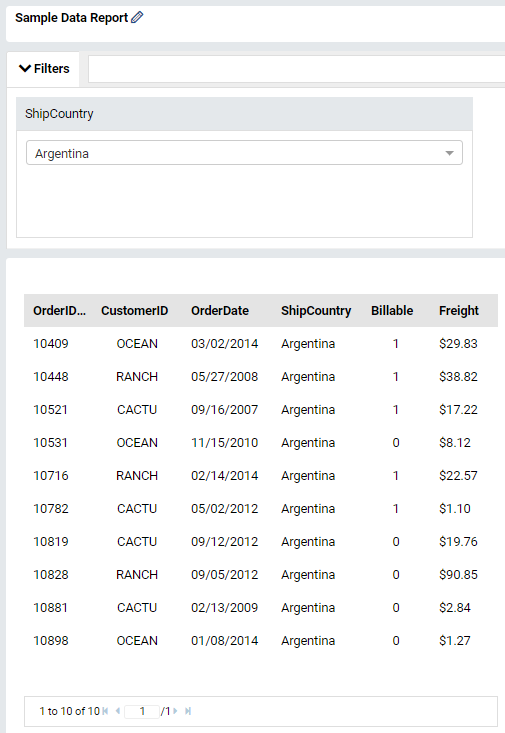 Sample Data Report
Filters
ShipCountry
Argentina
OrderID... CustomerID OrderDate ShipCountry Billable Freight
10409 OCEAN 03/02/2014 Argentina 1 $29.83
10448 RANCH 05/27/2008 Argentina 1 $38.82
10521 CACTU 09/16/2007 Argentina 1 $17.22
10531 OCEAN 11/15/2010 Argentina 0 $8.12
10716 RANCH 02/14/2014 Argentina 1 $22.57
10782 CACTU 05/02/2012 Argentina 1 $1.10
10819 CACTU 09/12/2012 Argentina 0 $19.76
10828 RANCH 09/05/2012 Argentina 0 $90.85
10881 CACTU 02/13/2009 Argentina 0 $2.84
10898 OCEAN 01/08/2014 Argentina 0 $1.27
1 to 10 of 10 1 /1